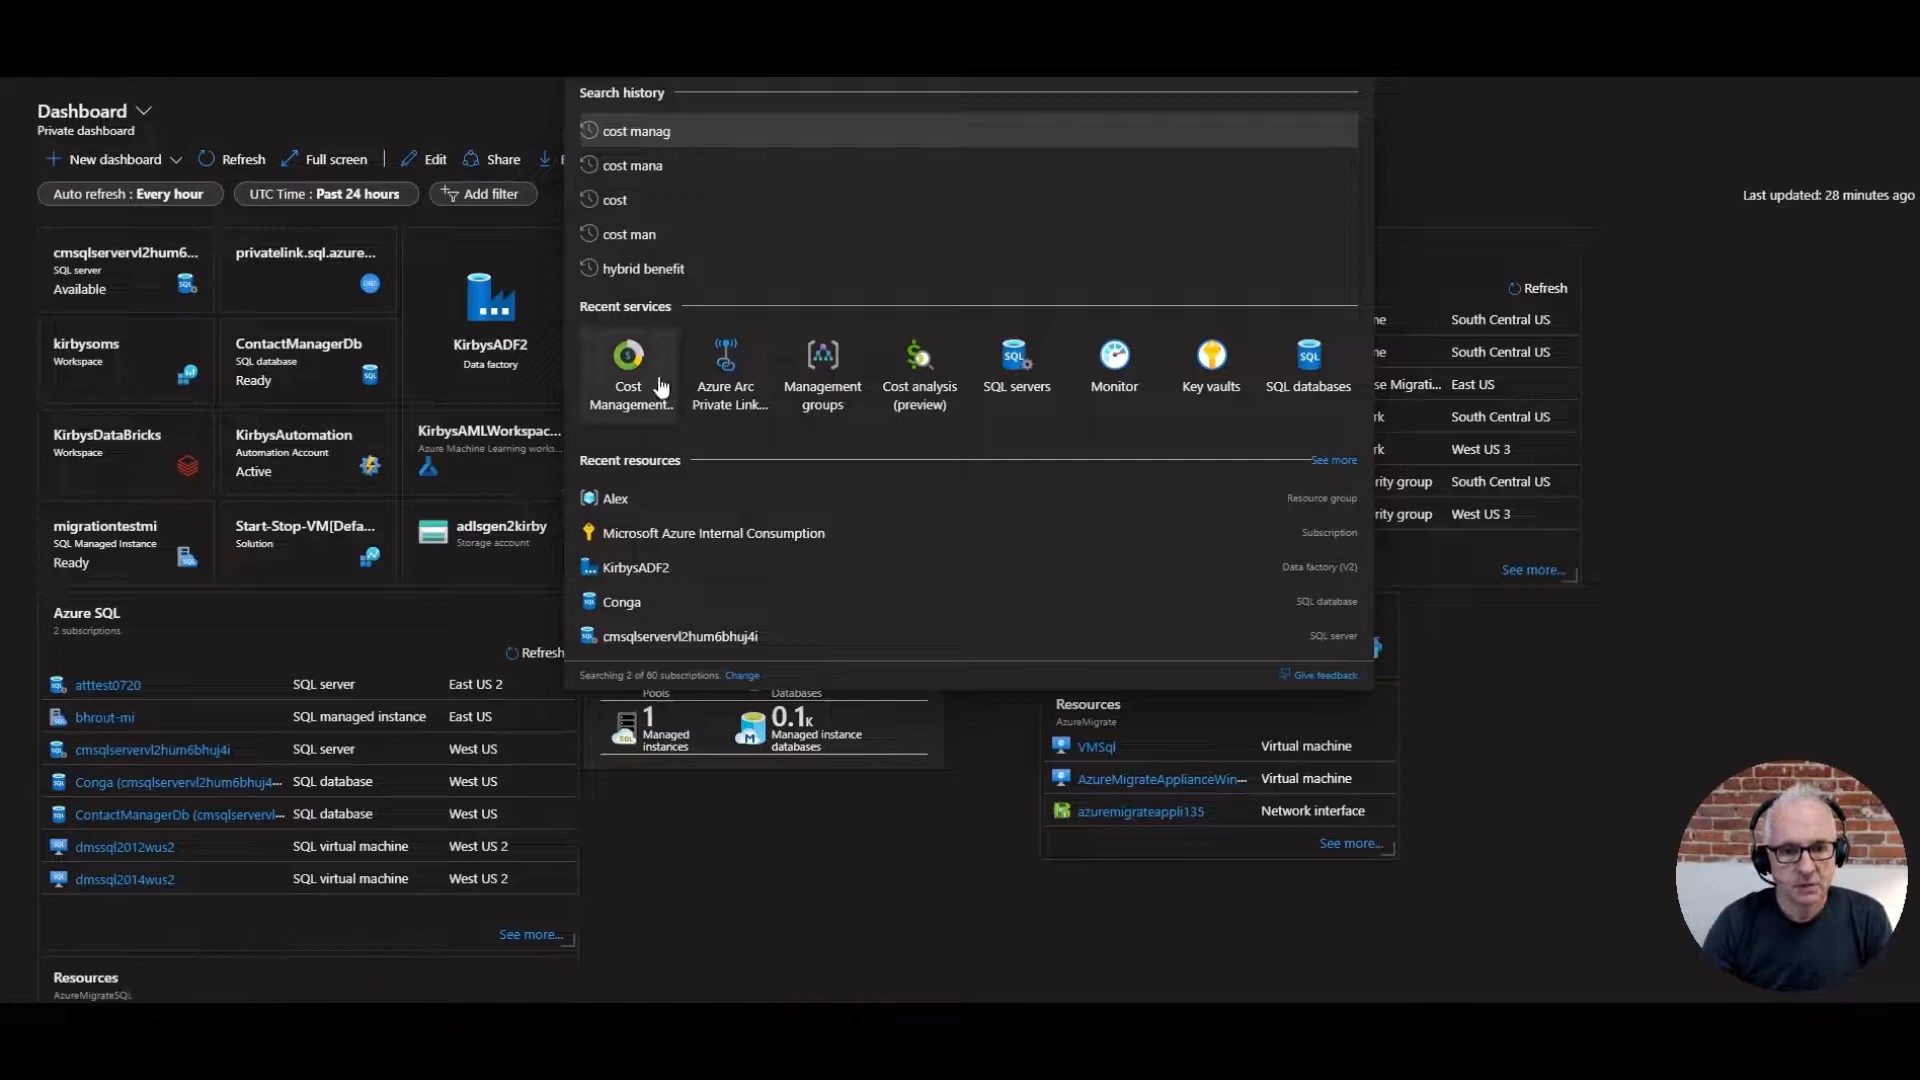 Dashboard
Private dashboard
New dashboard
Refresh
Full screen
Edit
Share
Auto refresh : Every hour
UTC Time : Past 24 hours
Add filter
Last updated: 28 minutes ago
Search history
cost manag
cost mana
cost
cost man
hybrid benefit
Recent services
Cost
Management..
Azure Arc
Private Link...
Management
groups
Cost analysis
(preview)
SQL servers
Monitor
Key vaults
SQL databases
Recent resources
See more
Alex
Resource group
Microsoft Azure Internal Consumption
Subscription
KirbysADF2
Data factory (V2)
Conga
SQL database
cmsqlservervl2hum6bhuj4i
SQL server
Searching 2 of 60 subscriptions. Change
Give feedback
cmsqlservervl2hum6...
SQL server
Available
privatelink.sql.azure...
kirbysoms
Workspace
ContactManagerDb
SQL database
Ready
KirbysADF2
Data factory
KirbysDataBricks
Workspace
KirbysAutomation
Automation Account
Active
KirbysAMLWorkspac...
Azure Machine Learning works...
migrationtestmi
SQL Managed Instance
Ready
Start-Stop-VM[Defa...
Solution
adlsgen2kirby
Storage account
Refresh
South Central US
South Central US
se Migrati... East US
rk South Central US
rk West US 3
rity group South Central US
rity group West US 3
See more...
Azure SQL
2 subscriptions
Refresh
atttest0720 SQL server East US 2
bhrout-mi SQL managed instance East US
cmsqlservervl2hum6bhuj4i SQL server West US
Conga (cmsqlservervl2hum6bhuj4... SQL database West US
ContactManagerDb (cmsqlservervl... SQL database West US
dmssql2012wus2 SQL virtual machine West US 2
dmssql2014wus2 SQL virtual machine West US 2
See more...
Pools
Databases
1
Managed
instances
0.1K
Managed instance
databases
Resources
AzureMigrate
VMSql Virtual machine
AzureMigrateApplianceWin... Virtual machine
azuremigrateappli135 Network interface
See more...
Resources
AzureMigrateSQL